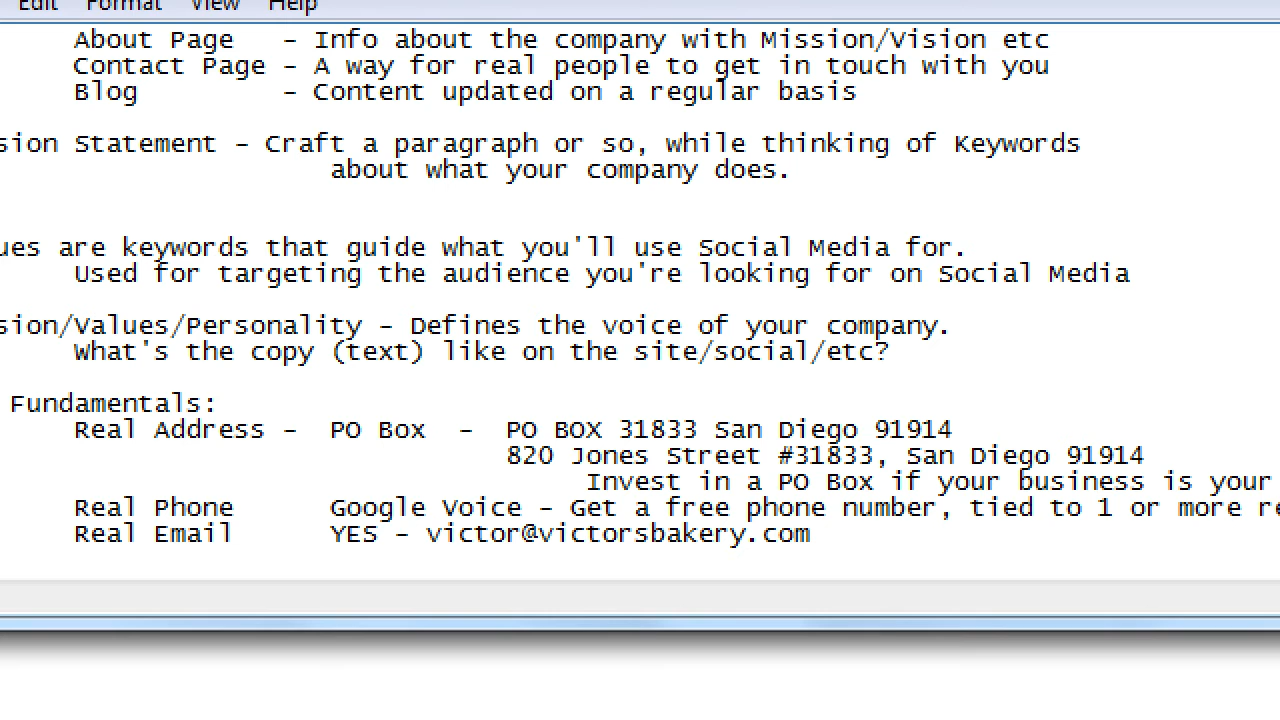 Edit Format View Help
About Page - Info about the company with Mission/Vision etc
Contact Page - A way for real people to get in touch with you
Blog - Content updated on a regular basis
sion Statement - Craft a paragraph or so, while thinking of Keywords
about what your company does.
ues are keywords that guide what you'll use Social Media for.
Used for targeting the audience you're looking for on Social Media
sion/Values/Personality - Defines the voice of your company.
What's the copy (text) like on the site/social/etc?
Fundamentals:
Real Address - PO Box - PO BOX 31833 San Diego 91914
820 Jones Street #31833, San Diego 91914
Invest in a PO Box if your business is your
Real Phone Google Voice - Get a free phone number, tied to 1 or more re
Real Email YES - victor@victorsbakery.com